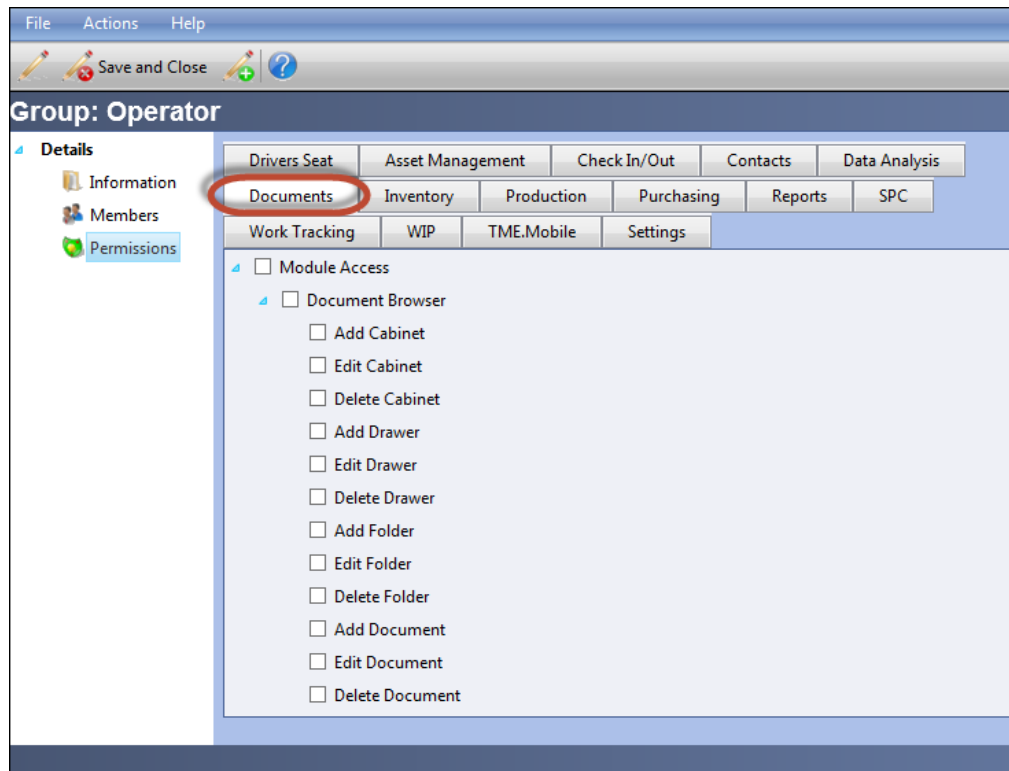 File Actions Help
Save and Close
Group: Operator
Details
Information
Members
Permissions
Drivers Seat Asset Management Check In/Out Contacts Data Analysis
Documents Inventory Production Purchasing Reports SPC
Work Tracking WIP TME.Mobile Settings
Module Access
Document Browser
Add Cabinet
Edit Cabinet
Delete Cabinet
Add Drawer
Edit Drawer
Delete Drawer
Add Folder
Edit Folder
Delete Folder
Add Document
Edit Document
Delete Document